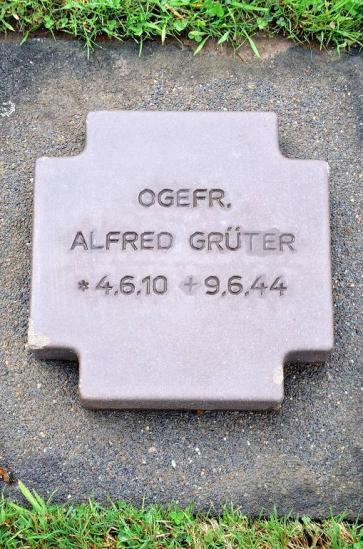 OGEFR.
ALFRED GRÜTER
*4.6.10 +9.6.44